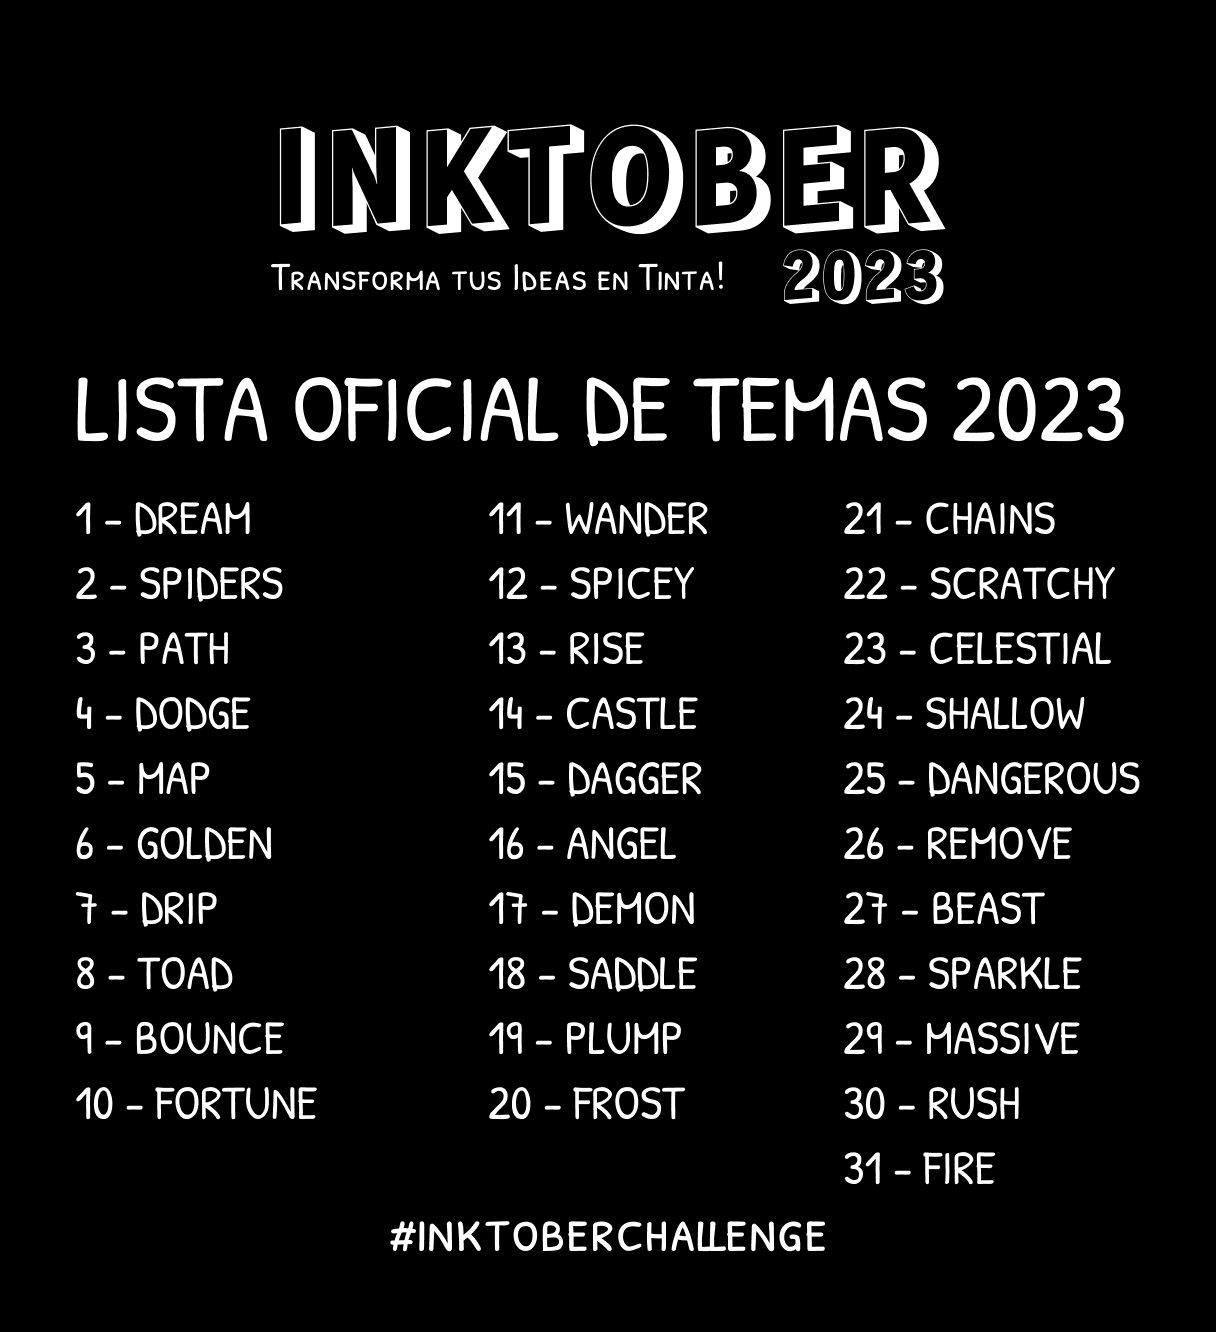 INKTOBER
TRANSFORMA TUS IDEAS EN TINTA!
2023
LISTA OFICIAL DE TEMAS 2023
1 - DREAM
2 - SPIDERS
3 - PATH
4 - DODGE
5 - MAP
6 - GOLDEN
7 - DRIP
8 - TOAD
9 - BOUNCE
10 - FORTUNE
11 - WANDER
12 - SPICEY
13 - RISE
14 - CASTLE
15 - DAGGER
16 - ANGEL
17 - DEMON
18 - SADDLE
19 - PLUMP
20 - FROST
21 - CHAINS
22 - SCRATCHY
23 - CELESTIAL
24 - SHALLOW
25 - DANGEROUS
26 - REMOVE
27 - BEAST
28 - SPARKLE
29 - MASSIVE
30 - RUSH
31 - FIRE
#INKTOBERCHALLENGE